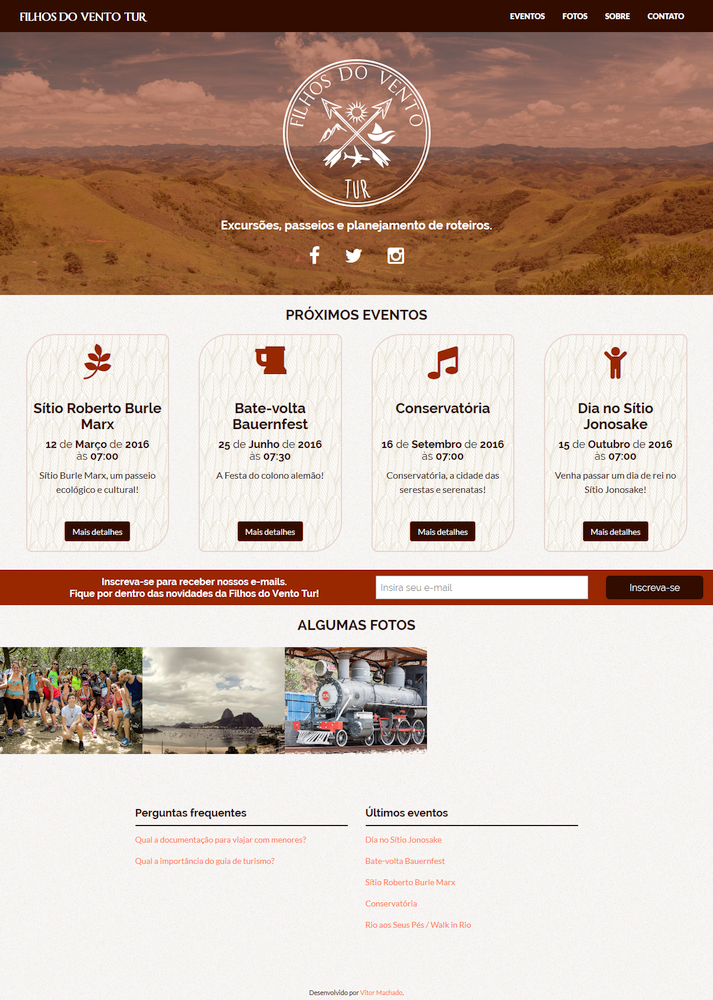 FILHOS DO VENTO TUR
EVENTOS FOTOS SOBRE CONTATO
FILHOS DO VENTO
TUR
Excursões, passeios e planejamento de roteiros.
PRÓXIMOS EVENTOS
Sítio Roberto Burle
Marx
12 de Março de 2016
às 07:00
Sítio Burle Marx, um passeio
ecológico e cultural!
Mais detalhes
Bate-volta
Bauernfest
25 de Junho de 2016
às 07:30
A Festa do colono alemão!
Mais detalhes
Conservatória
16 de Setembro de 2016
às 07:00
Conservatória, a cidade das
serestas e serenatas!
Mais detalhes
Dia no Sítio
Jonosake
15 de Outubro de 2016
às 07:00
Venha passar um dia de rei no
Sítio Jonosake!
Mais detalhes
Inscreva-se para receber nossos e-mails.
Fique por dentro das novidades da Filhos do Vento Tur!
Insira seu e-mail
Inscreva-se
ALGUMAS FOTOS
Perguntas frequentes
Qual a documentação para viajar com menores?
Qual a importância do guia de turismo?
Últimos eventos
Dia no Sítio Jonosake
Bate-volta Bauernfest
Sítio Roberto Burle Marx
Conservatória
Rio aos Seus Pés / Walk in Rio
Desenvolvido por Vitor Machado.